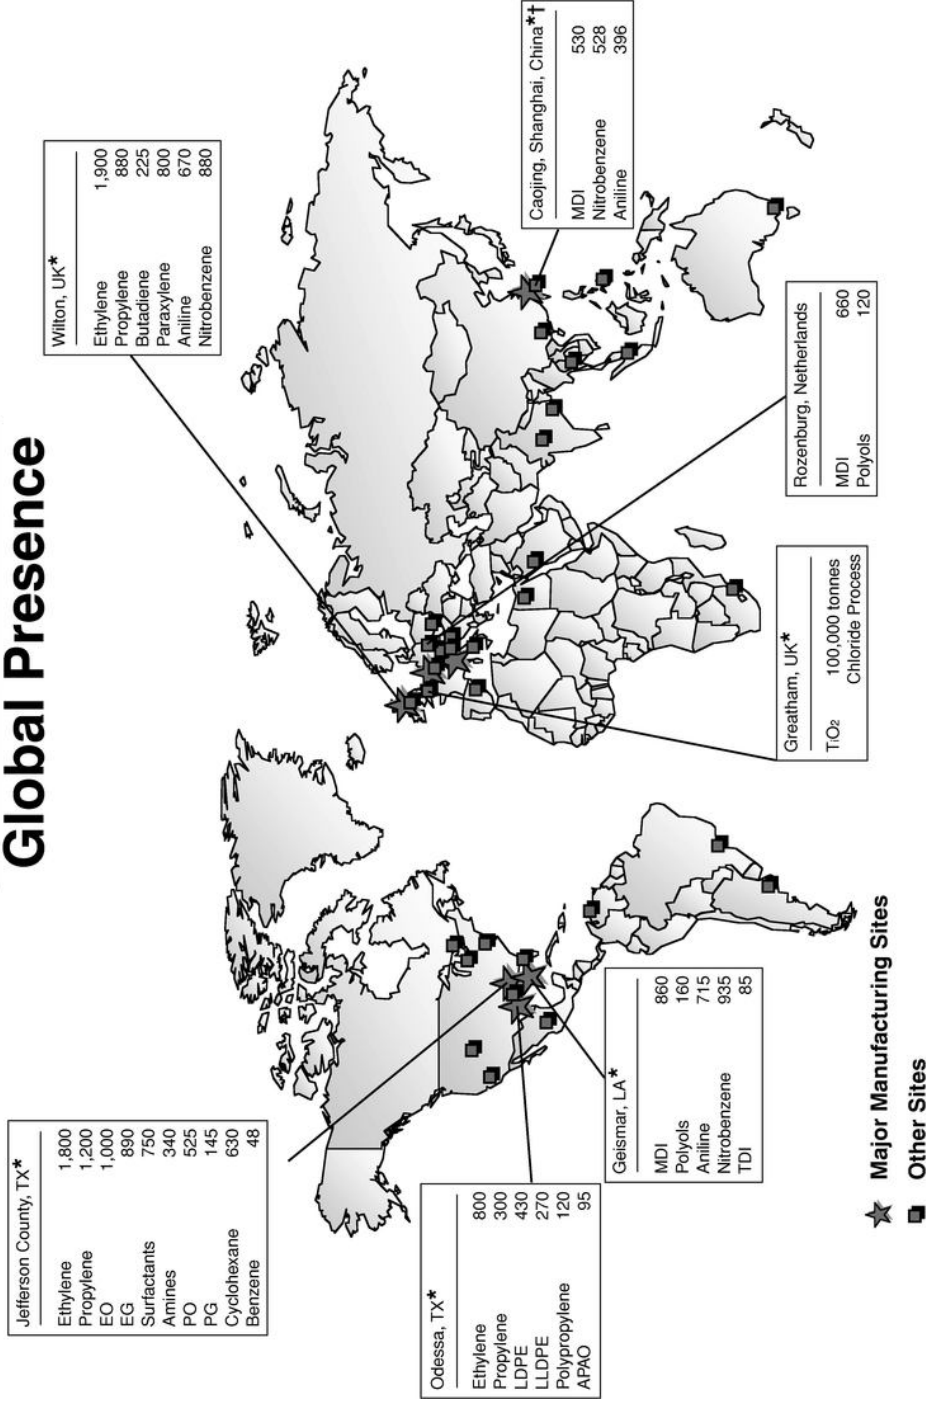 Global Presence
Jefferson County, TX*
Ethylene 1,800
Propylene 1,200
EO 1,000
EG 890
Surfactants 750
Amines 340
PO 525
PG 145
Cyclohexane 630
Benzene 48
Wilton, UK*
Ethylene 1,900
Propylene 880
Butadiene 225
Paraxylene 800
Aniline 670
Nitrobenzene 880
Odessa, TX*
Ethylene 800
Propylene 300
LDPE 430
LLDPE 270
Polypropylene 120
APAO 95
Caojing, Shanghai, China*†
MDI 530
Nitrobenzene 528
Aniline 396
Geismar, LA*
MDI 860
Polyols 160
Aniline 715
Nitrobenzene 935
TDI 85
Greatham, UK*
TiO2 100,000 tonnes
Chloride Process
Rozenburg, Netherlands
MDI 660
Polyols 120
Major Manufacturing Sites
Other Sites